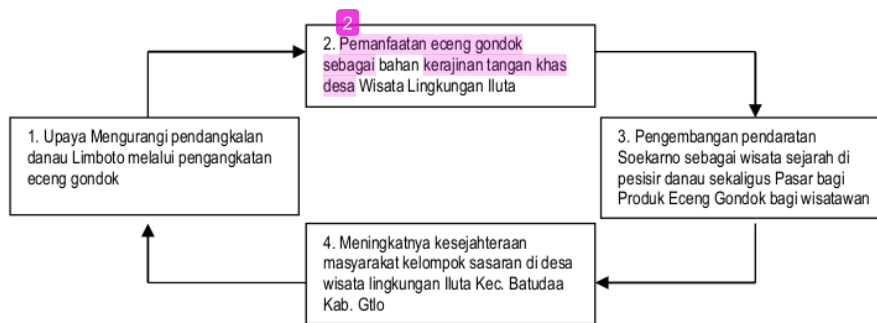 2
2. Pemanfaatan eceng gondok
sebagai bahan kerajinan tangan khas
desa Wisata Lingkungan Iluta
1. Upaya Mengurangi pendangkalan
danau Limboto melalui pengangkatan
eceng gondok
3. Pengembangan pendaratan
Soekarno sebagai wisata sejarah di
pesisir danau sekaligus Pasar bagi
Produk Eceng Gondok bagi wisatawan
4. Meningkatnya kesejahteraan
masyarakat kelompok sasaran di desa
wisata lingkungan Iluta Kec. Batudaa
Kab. Gtlo